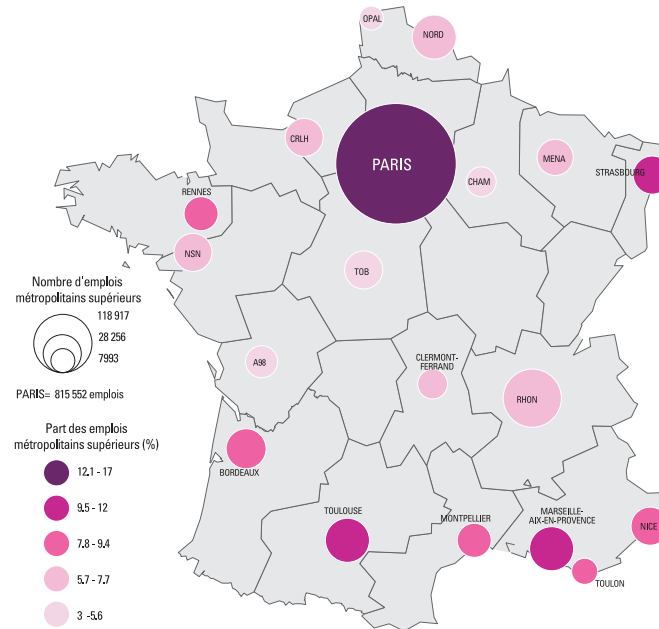 OPAL
NORD
CRLH
PARIS
MENA
STRASBOURG
CHAM
RENNES
NSN
TOB
Nombre d'emplois
métropolitains supérieurs
118 917
28 256
7993
PARIS= 815 552 emplois
A98
CLERMONT-
FERRAND
RHON
Part des emplois
métropolitains supérieurs (%)
12.1 - 17
9.5 - 12
7.8 - 9.4
5.7 - 7.7
3 -5.6
BORDEAUX
TOULOUSE
MONTPELLIER
MARSEILLE-
AIX-EN-PROVENCE
NICE
TOULON